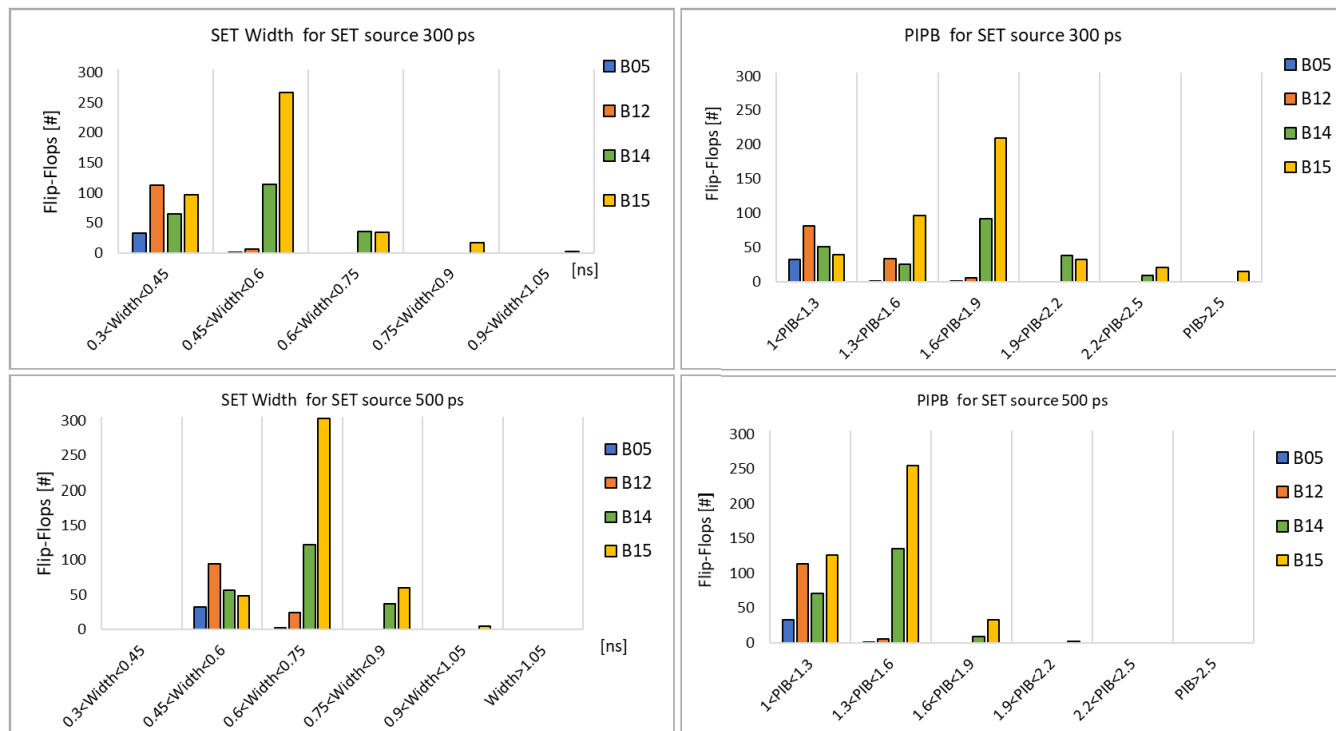 SET Width for SET source 300 ps
Flip-Flops [#]
300
250
200
150
100
50
0
0.3<Width<0.45
0.45<Width<0.6
0.6<Width<0.75
0.75<Width<0.9
0.9<Width<1.05
[ns]
B05
B12
B14
B15
PIPB for SET source 300 ps
Flip-Flops [#]
300
250
200
150
100
50
0
1<PIB<1.3
1.3<PIB<1.6
1.6<PIB<1.9
1.9<PIB<2.2
2.2<PIB<2.5
PIB>2.5
B05
B12
B14
B15
SET Width for SET source 500 ps
Flip-Flops [#]
300
250
200
150
100
50
0
0.3<Width<0.45
0.45<Width<0.6
0.6<Width<0.75
0.75<Width<0.9
0.9<Width<1.05
Width>1.05
[ns]
B05
B12
B14
B15
PIPB for SET source 500 ps
Flip-Flops [#]
300
250
200
150
100
50
0
1<PIB<1.3
1.3<PIB<1.6
1.6<PIB<1.9
1.9<PIB<2.2
2.2<PIB<2.5
PIB>2.5
B05
B12
B14
B15